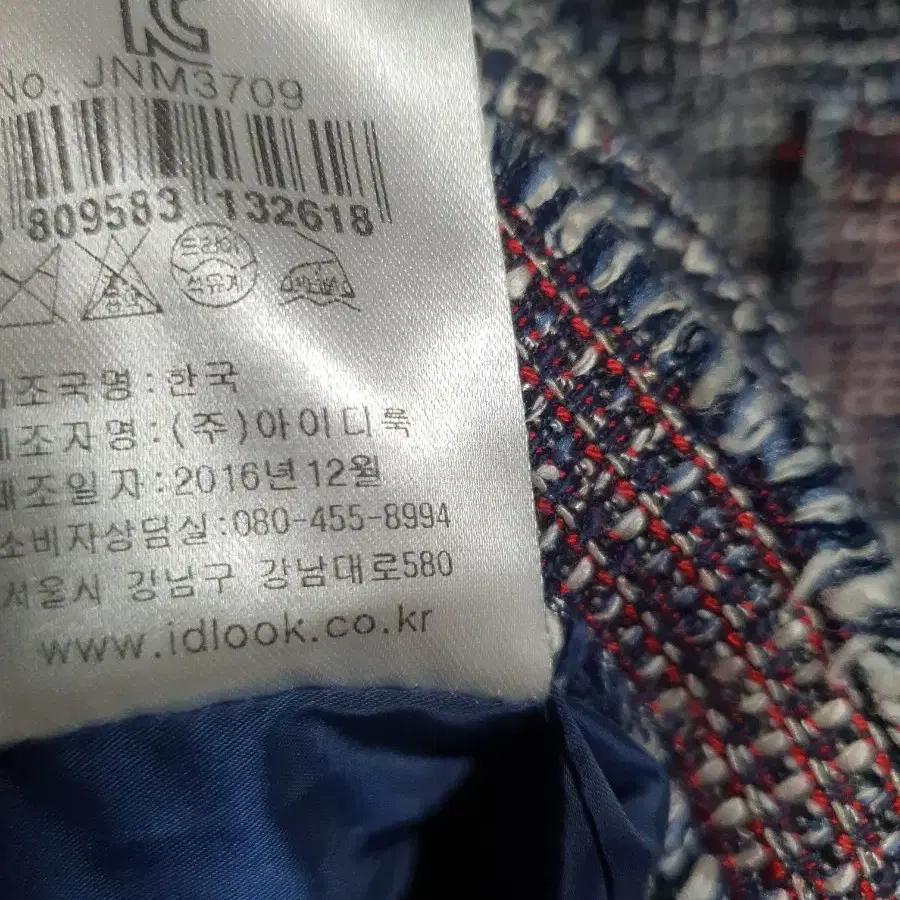 No. JNM3709
809583 132618
드라이
석유계
제조국명:한국
제조자명:(주)아이디룩
제조일자:2016년 12월
소비자상담실:080-455-8994
서울시 강남구 강남대로580
www.idlook.co.kr